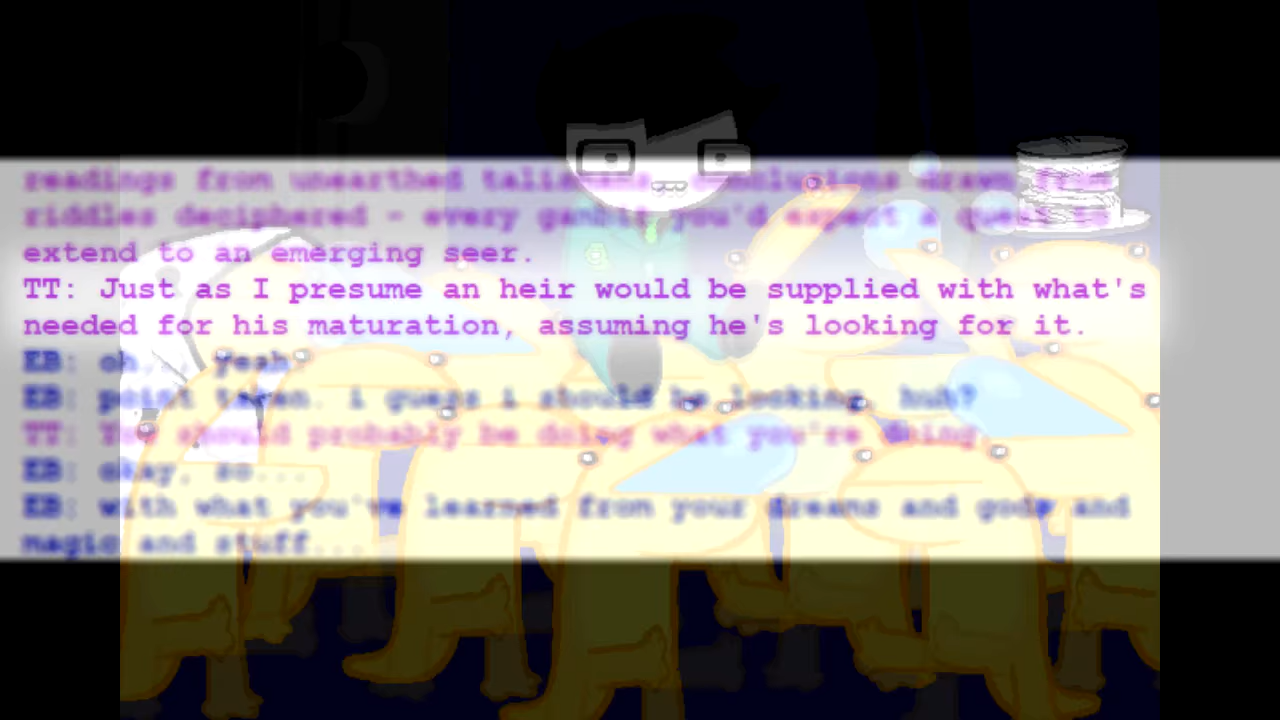 readings from unearthed talismans, conclusions drawn from
riddles deciphered - every gambit you'd expect a quest to
extend to an emerging seer.
TT: Just as I presume an heir would be supplied with what's
needed for his maturation, assuming he's looking for it.
EB: oh... yeah.
EB: point taken. i guess i should be looking, huh?
TT: You should probably be doing what you're doing.
EB: okay, so...
EB: with what you've learned from your dreams and gods and
magic and stuff...